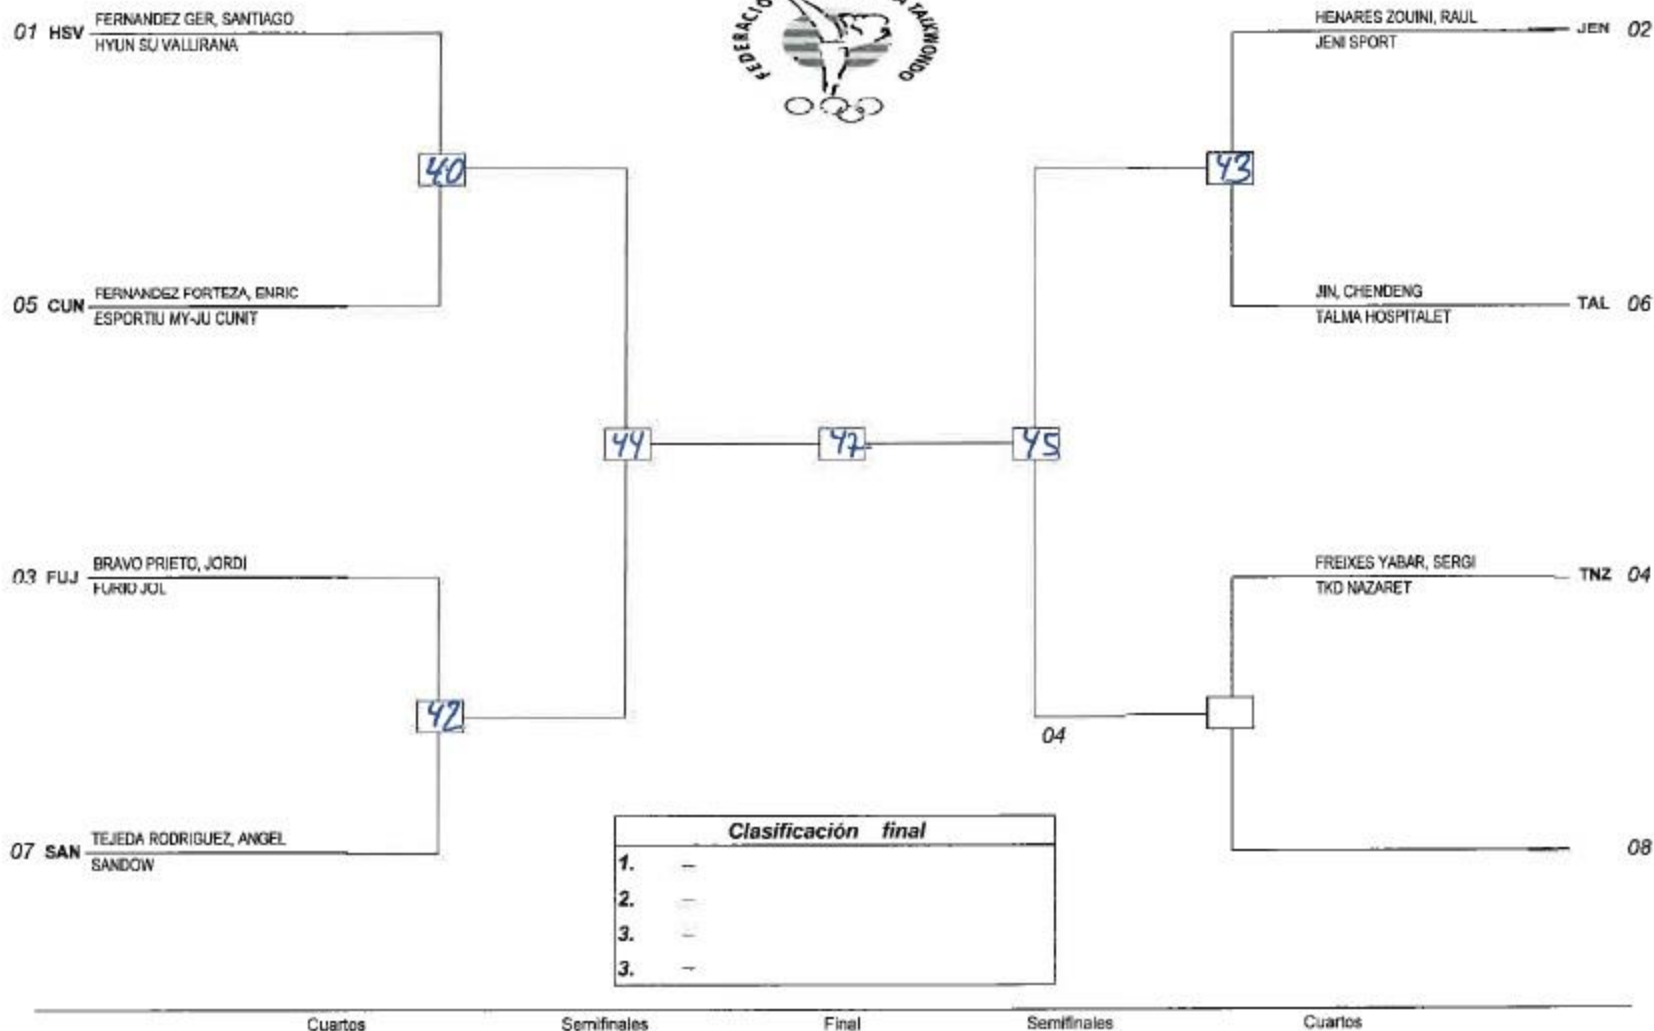 FEDERACIO
A TAEKWONDO
01 HSV FERNANDEZ GER, SANTIAGO
HYUN SU VALLIRANA
HENARES ZOUINI, RAUL JEN 02
JENI SPORT
40
43
05 CUN FERNANDEZ FORTEZA, ENRIC
ESPORTIU MY-JU CUNIT
JIN, CHENDENG TAL 06
TALMA HOSPITALET
44
47
45
03 FUJ BRAVO PRIETO, JORDI
FURIO JOL
FREIXES YABAR, SERGI TNZ 04
TKD NAZARET
42
04
07 SAN TEJEDA RODRIGUEZ, ANGEL
SANDOW
08
Clasificación final
1. –
2. –
3. –
3. –
Cuartos Semifinales Final Semifinales Cuartos